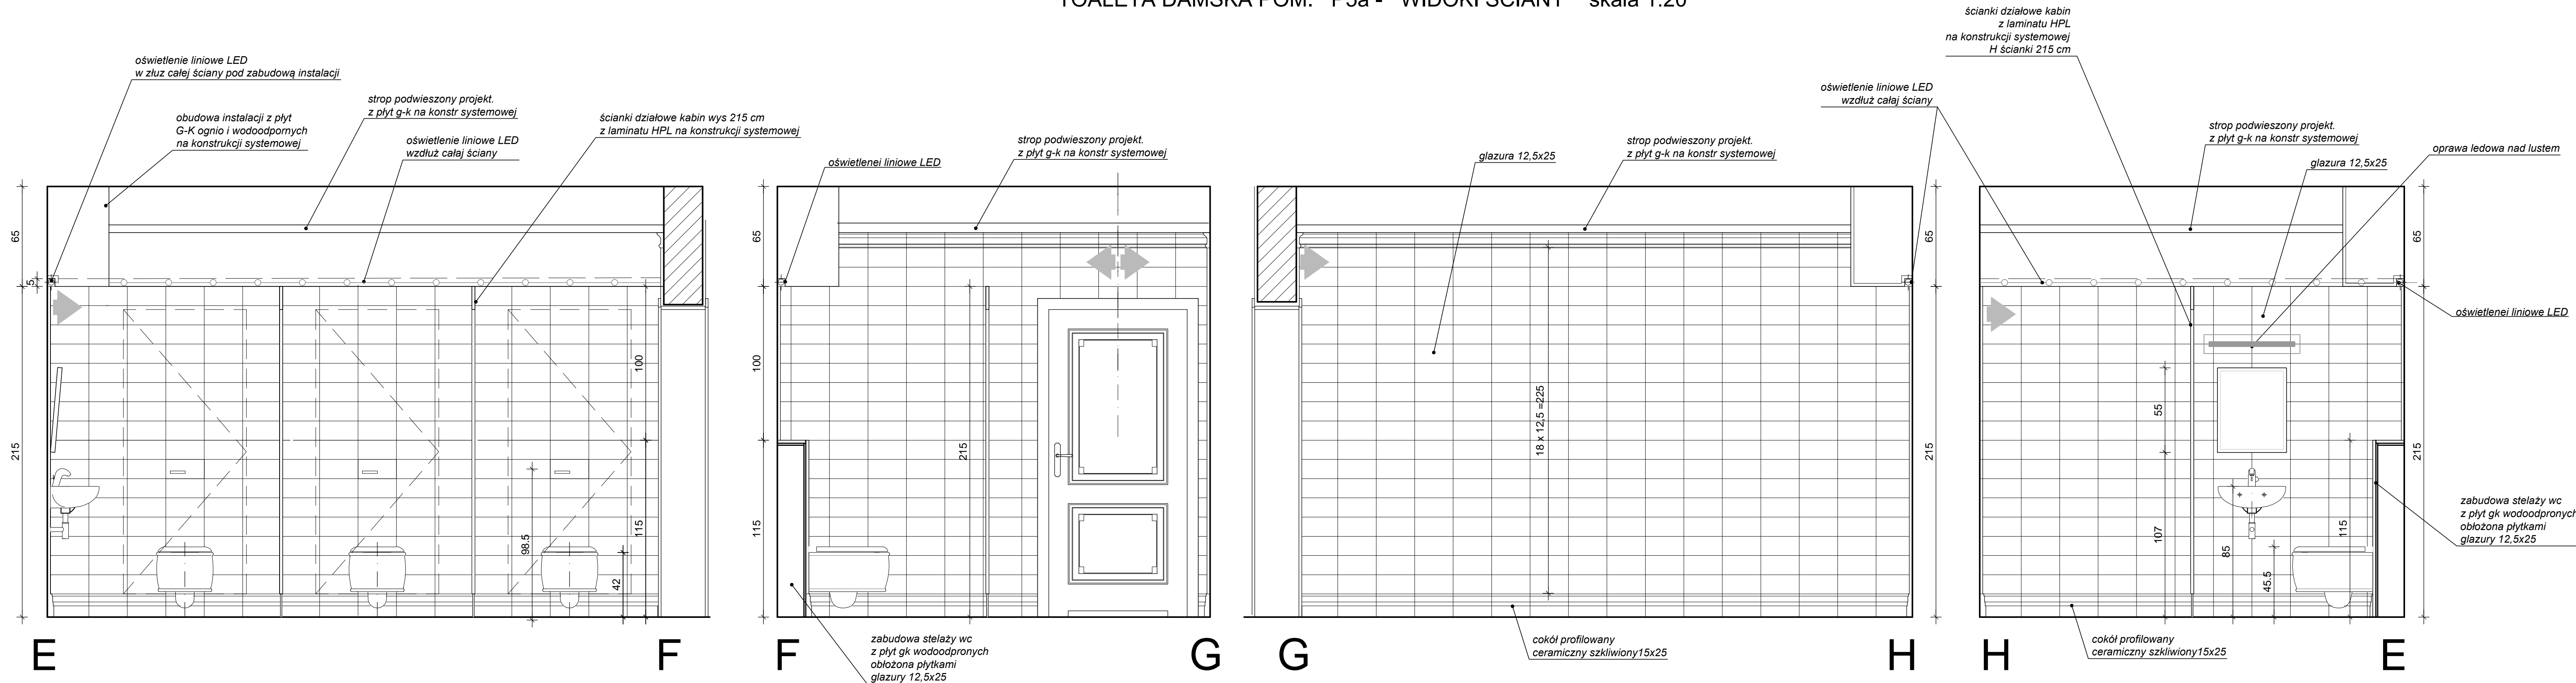 TOALETA DAMSKA POM. P5a - WIDOKI ŚCIANY skala 1:20
oświetlenie liniowe LED
w złuz całej ściany pod zabudową instalacji
obudowa instalacji z płyt
G-K ognio i wodoodpornych
na konstrukcji systemowej
strop podwieszony projekt.
z płyt g-k na konstr systemowej
oświetlenie liniowe LED
wzdłuż całaj ściany
ścianki działowe kabin wys 215 cm
z laminatu HPL na konstrukcji systemowej
65
5
215
100
115
98.5
42
E
F
oświetlenei liniowe LED
strop podwieszony projekt.
z płyt g-k na konstr systemowej
65
100
115
215
zabudowa stelaży wc
z płyt gk wodoodpronych
obłożona płytkami
glazury 12,5x25
F
G
glazura 12,5x25
strop podwieszony projekt.
z płyt g-k na konstr systemowej
18 x 12,5 =225
65
215
cokół profilowany
ceramiczny szkliwiony15x25
G
H
ścianki działowe kabin
z laminatu HPL
na konstrukcji systemowej
H ścianki 215 cm
oświetlenie liniowe LED
wzdłuż całaj ściany
strop podwieszony projekt.
z płyt g-k na konstr systemowej
glazura 12,5x25
oprawa ledowa nad lustem
oświetlenei liniowe LED
65
215
55
107
85
45.5
115
zabudowa stelaży wc
z płyt gk wodoodpronych
obłożona płytkami
glazury 12,5x25
cokół profilowany
ceramiczny szkliwiony15x25
H
E